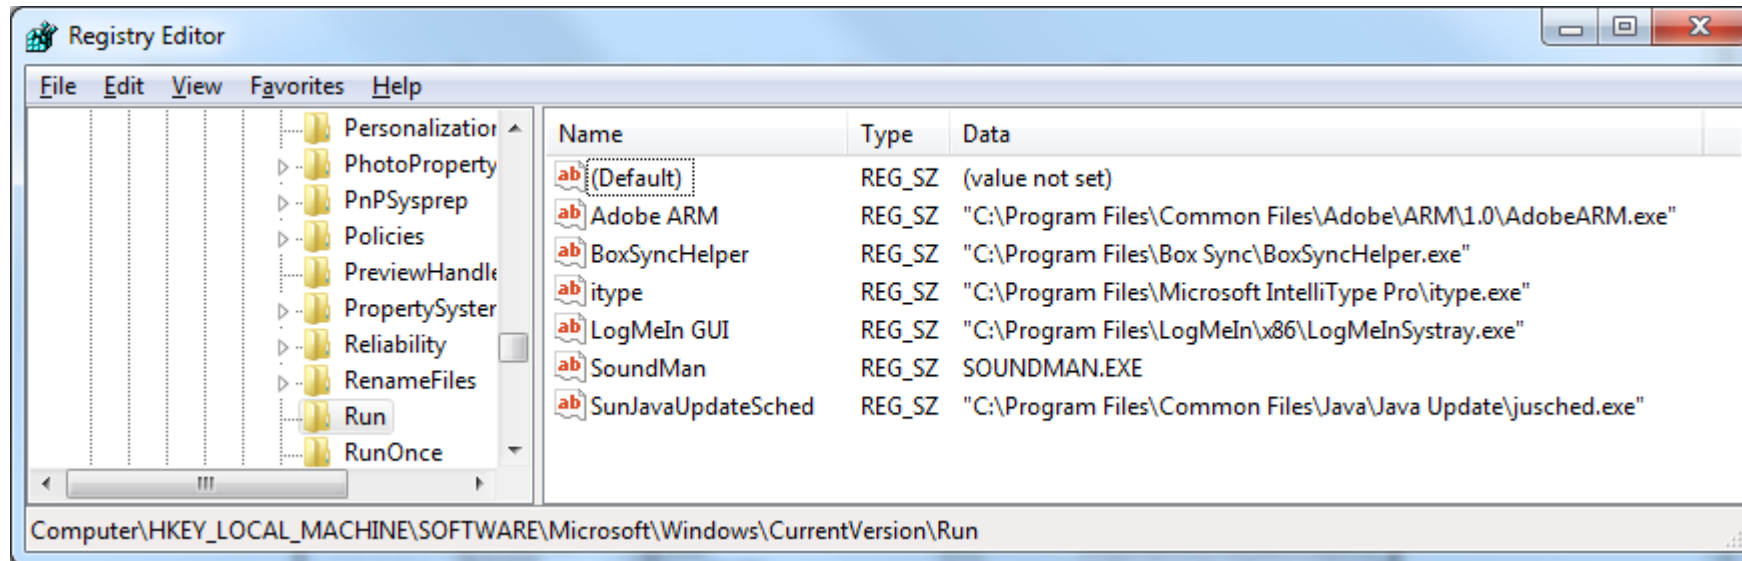 Registry Editor
File Edit View Favorites Help
Personalization
PhotoProperty
PnPSysprep
Policies
PreviewHandle
PropertySyster
Reliability
RenameFiles
Run
RunOnce
Name Type Data
(Default) REG_SZ (value not set)
Adobe ARM REG_SZ "C:\Program Files\Common Files\Adobe\ARM\1.0\AdobeARM.exe"
BoxSyncHelper REG_SZ "C:\Program Files\Box Sync\BoxSyncHelper.exe"
itype REG_SZ "C:\Program Files\Microsoft IntelliType Pro\itype.exe"
LogMeIn GUI REG_SZ "C:\Program Files\LogMeIn\x86\LogMeInSystray.exe"
SoundMan REG_SZ SOUNDMAN.EXE
SunJavaUpdateSched REG_SZ "C:\Program Files\Common Files\Java\Java Update\jusched.exe"
Computer\HKEY_LOCAL_MACHINE\SOFTWARE\Microsoft\Windows\CurrentVersion\Run